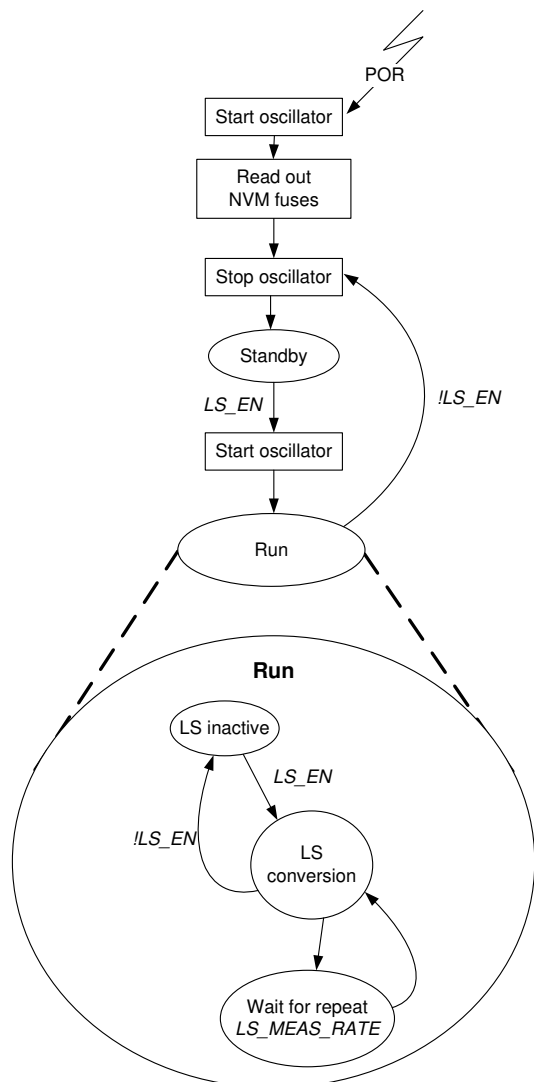 POR
Start oscillator
Read out
NVM fuses
Stop oscillator
Standby
LS_EN
!LS_EN
Start oscillator
Run
Run
LS inactive
LS_EN
!LS_EN
LS
conversion
Wait for repeat
LS_MEAS_RATE